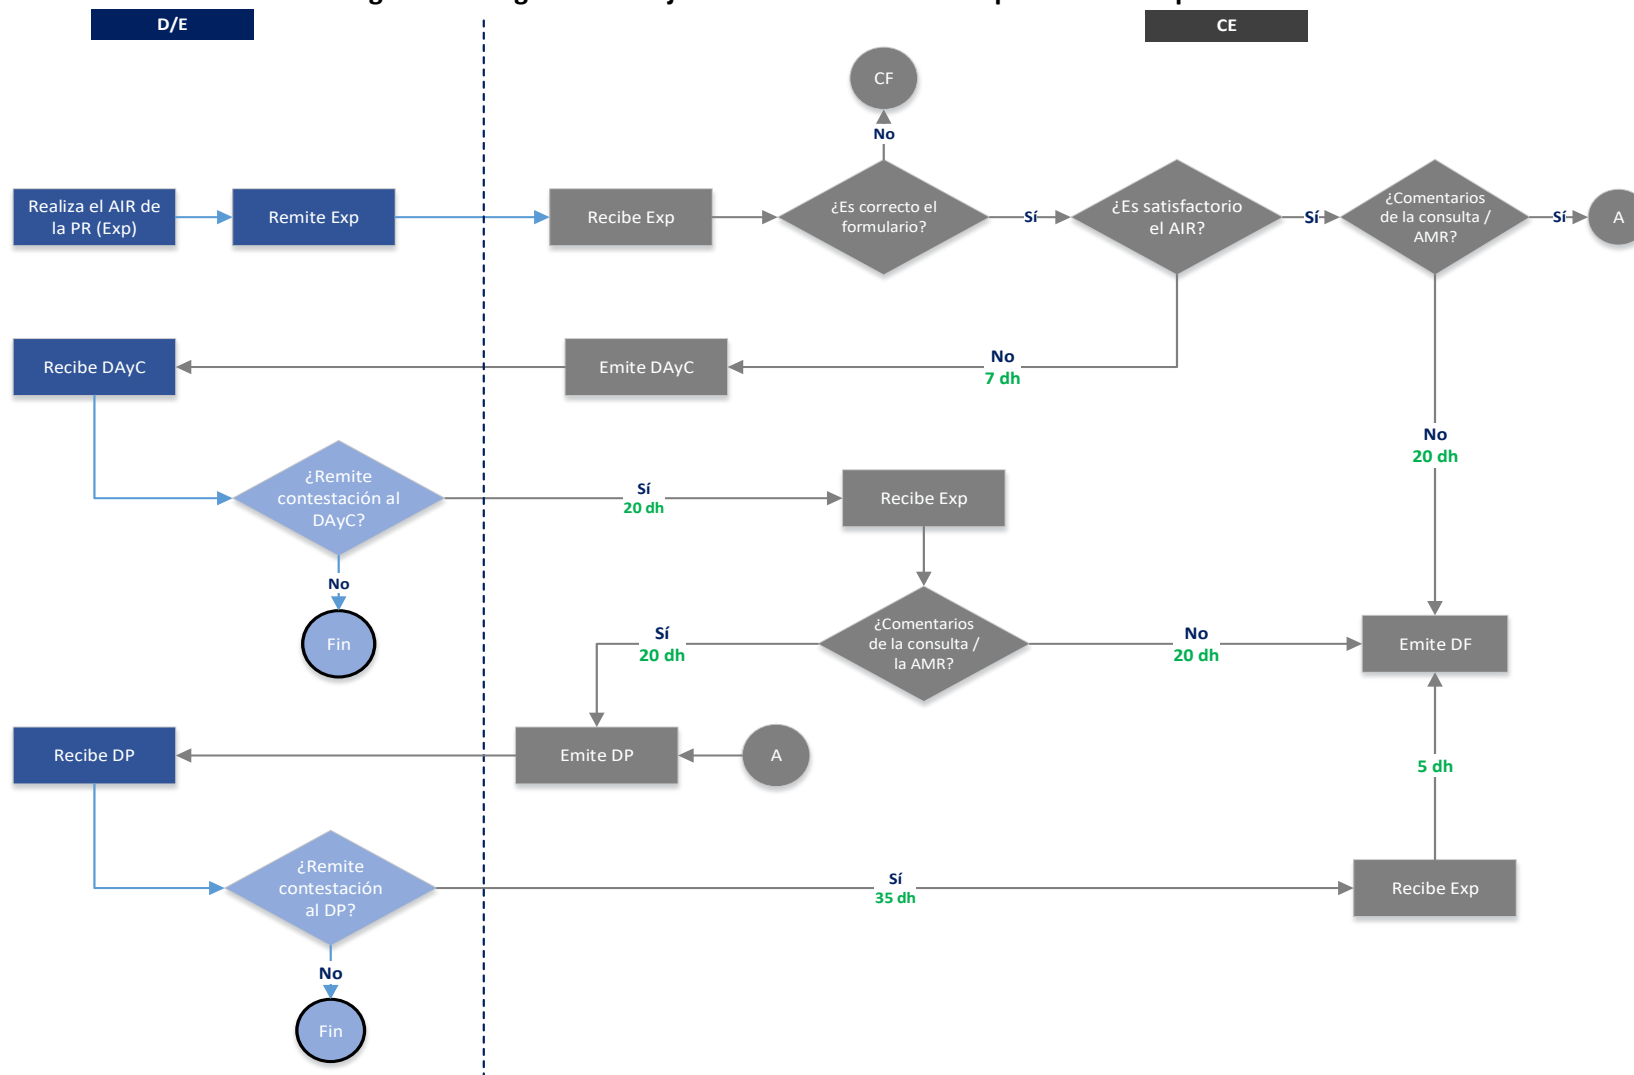 D/E
CE
CF
No
Realiza el AIR de
la PR (Exp)
Remite Exp
Recibe Exp
¿Es correcto el
formulario?
Sí
¿Es satisfactorio
el AIR?
Sí
¿Comentarios
de la consulta /
AMR?
Sí
A
Recibe DAyC
Emite DAyC
No
7 dh
No
20 dh
¿Remite
contestación al
DAyC?
Sí
20 dh
Recibe Exp
No
Fin
Sí
20 dh
¿Comentarios
de la consulta /
la AMR?
No
20 dh
Emite DF
Recibe DP
Emite DP
A
5 dh
¿Remite
contestación
al DP?
Sí
35 dh
Recibe Exp
No
Fin